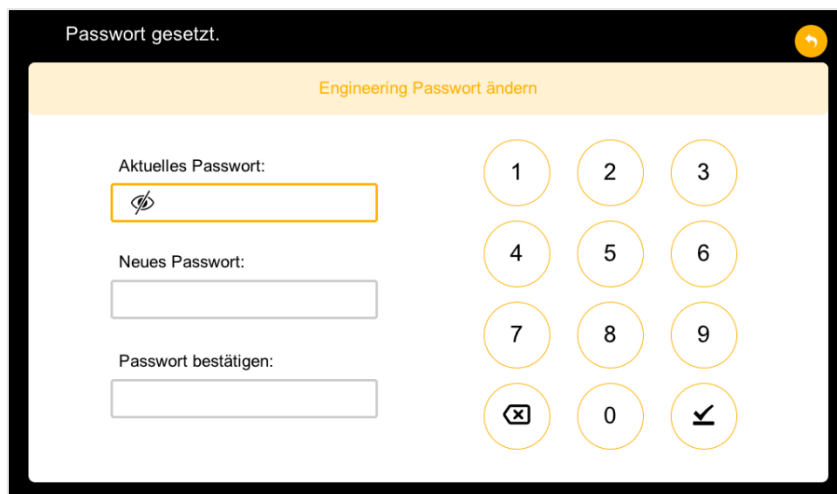 Passwort gesetzt.
Engineering Passwort ändern
Aktuelles Passwort:
Neues Passwort:
Passwort bestätigen:
1 2 3
4 5 6
7 8 9
0